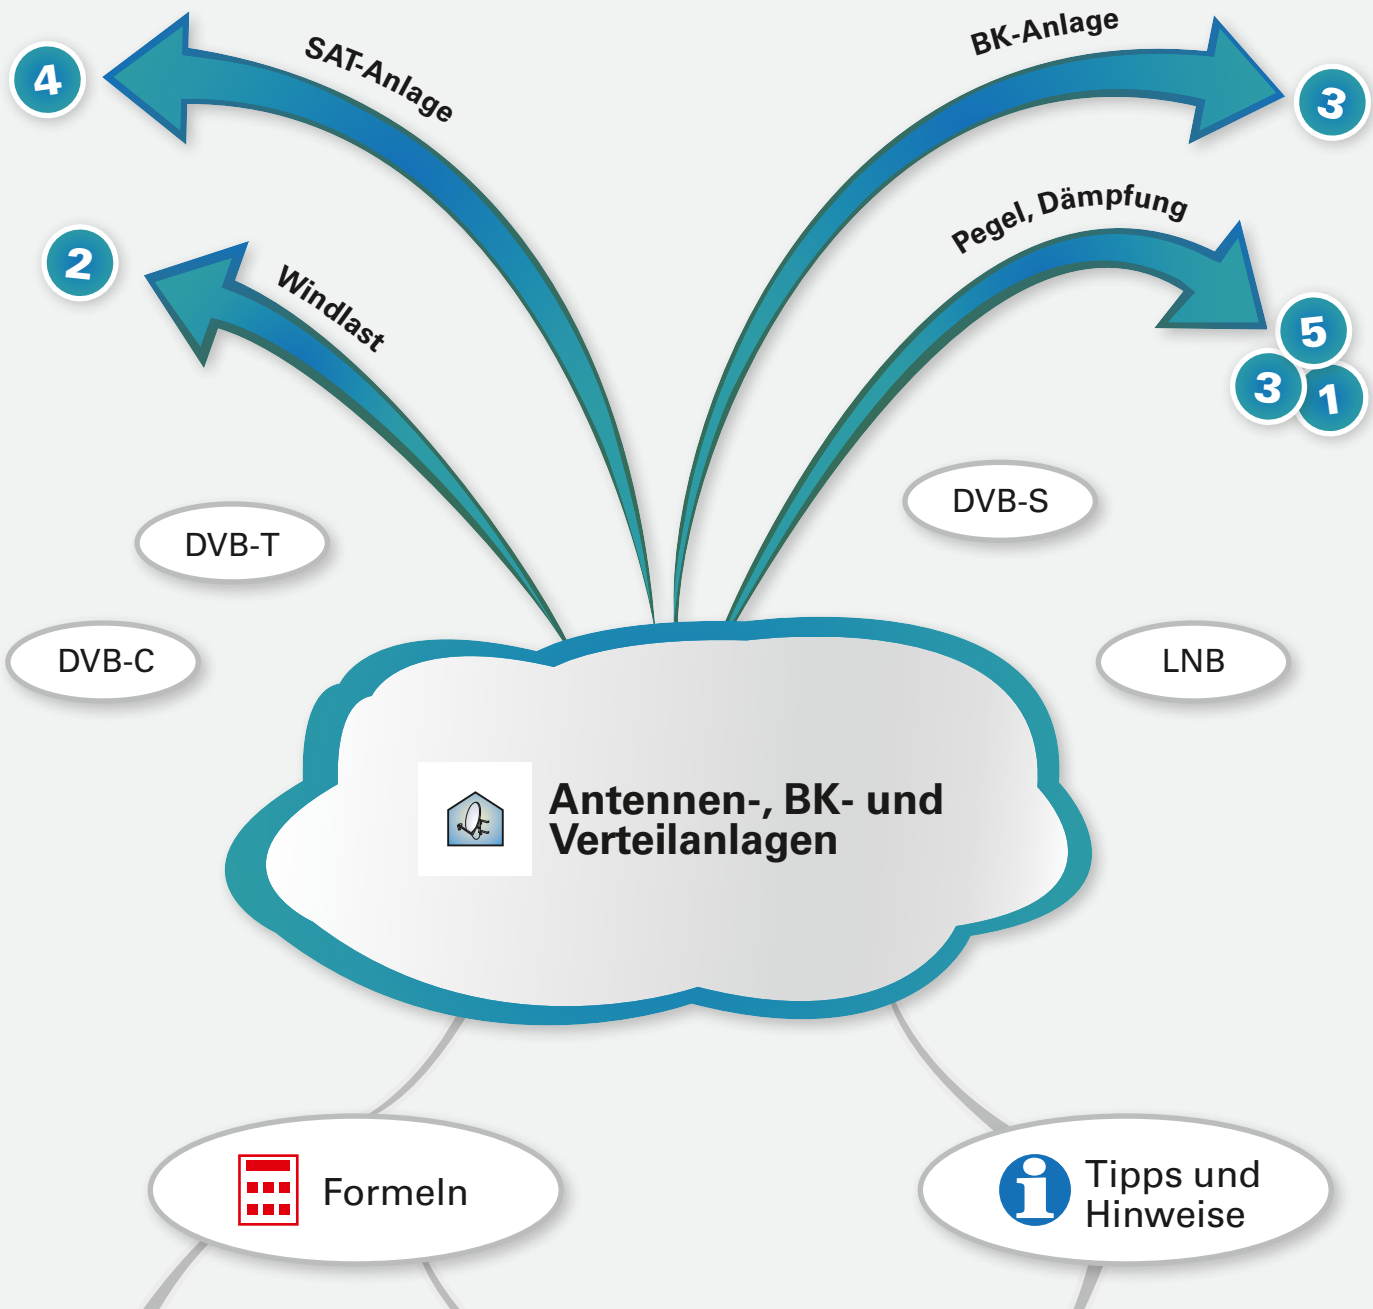 4
SAT-Anlage
BK-Anlage
3
2
Windlast
Pegel, Dämpfung
5
3
1
DVB-T
DVB-S
DVB-C
LNB
Antennen-, BK- und
Verteilanlagen
Formeln
Tipps und
Hinweise